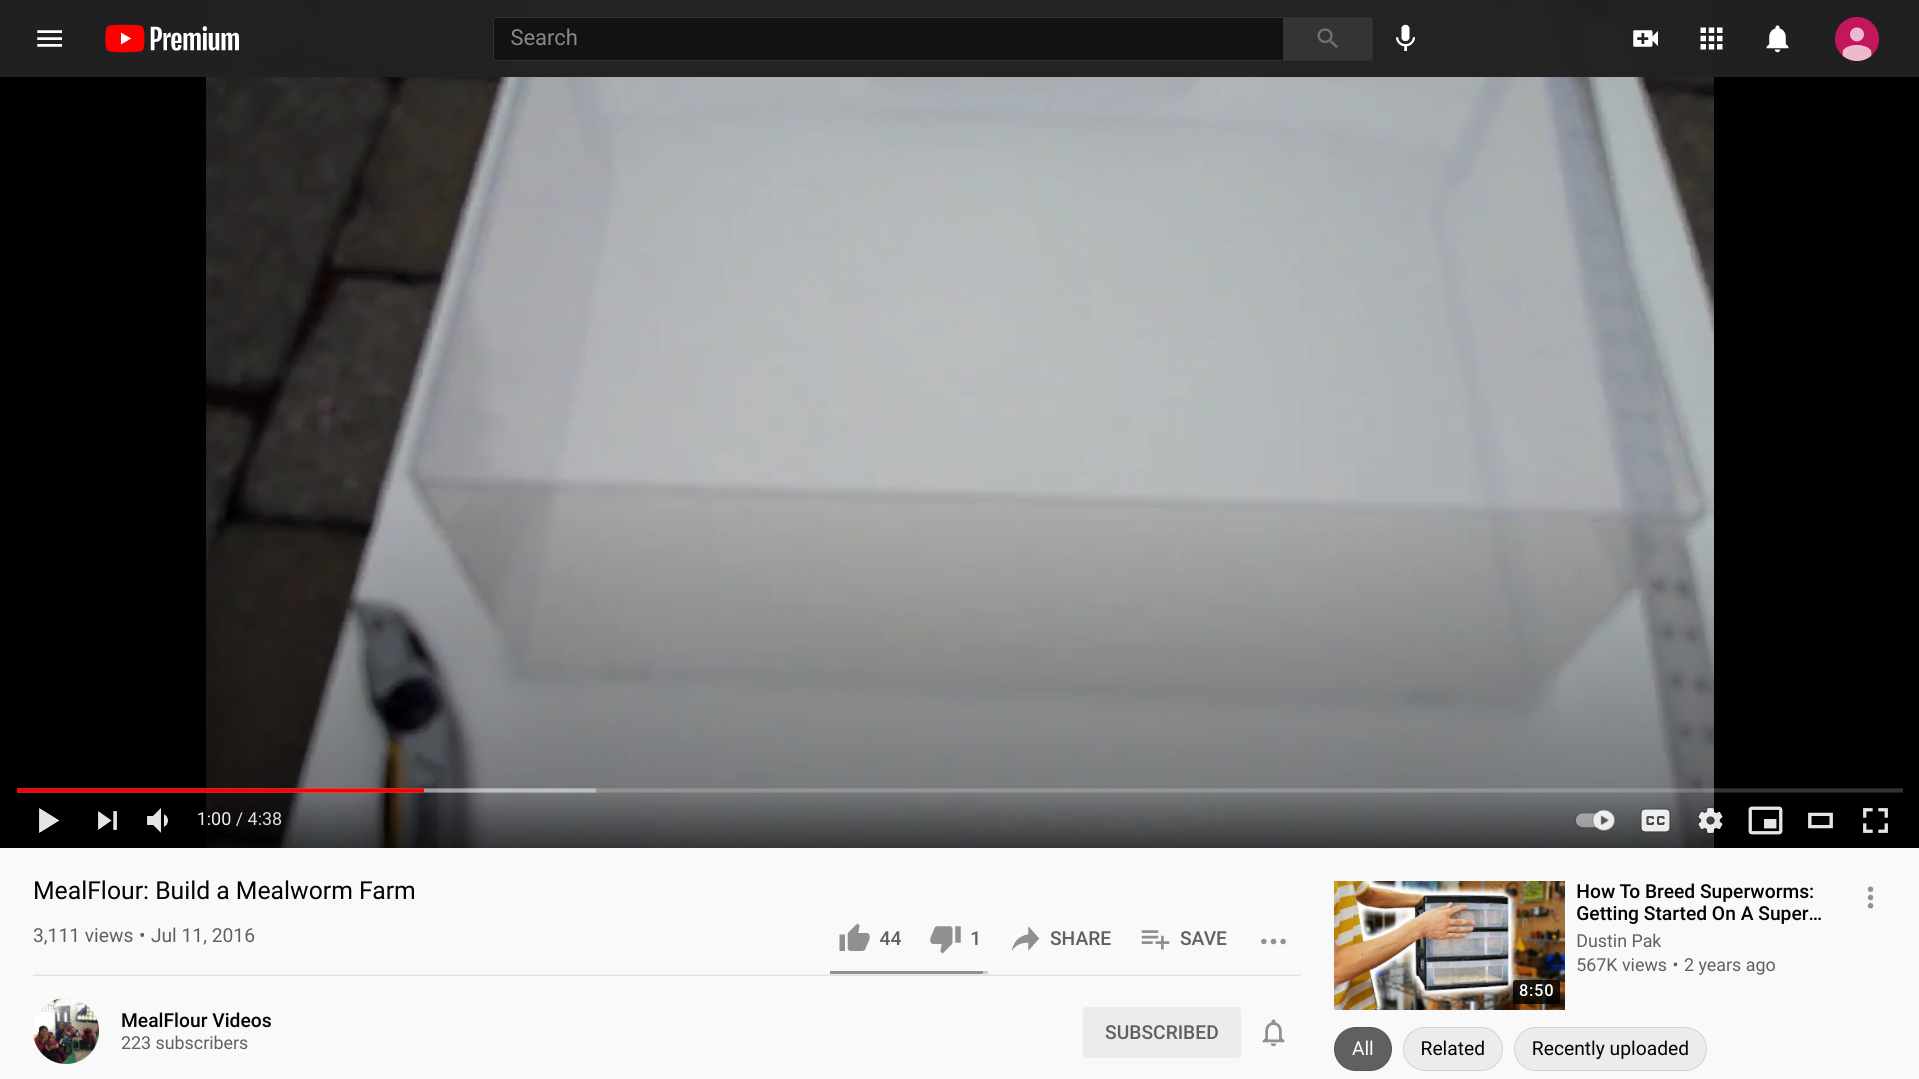 Premium
Search
1:00 / 4:38
CC
MealFlour: Build a Mealworm Farm
3,111 views • Jul 11, 2016
44
1
SHARE
SAVE
MealFlour Videos
223 subscribers
SUBSCRIBED
How To Breed Superworms:
Getting Started On A Super...
Dustin Pak
567K views • 2 years ago
8:50
All
Related
Recently uploaded